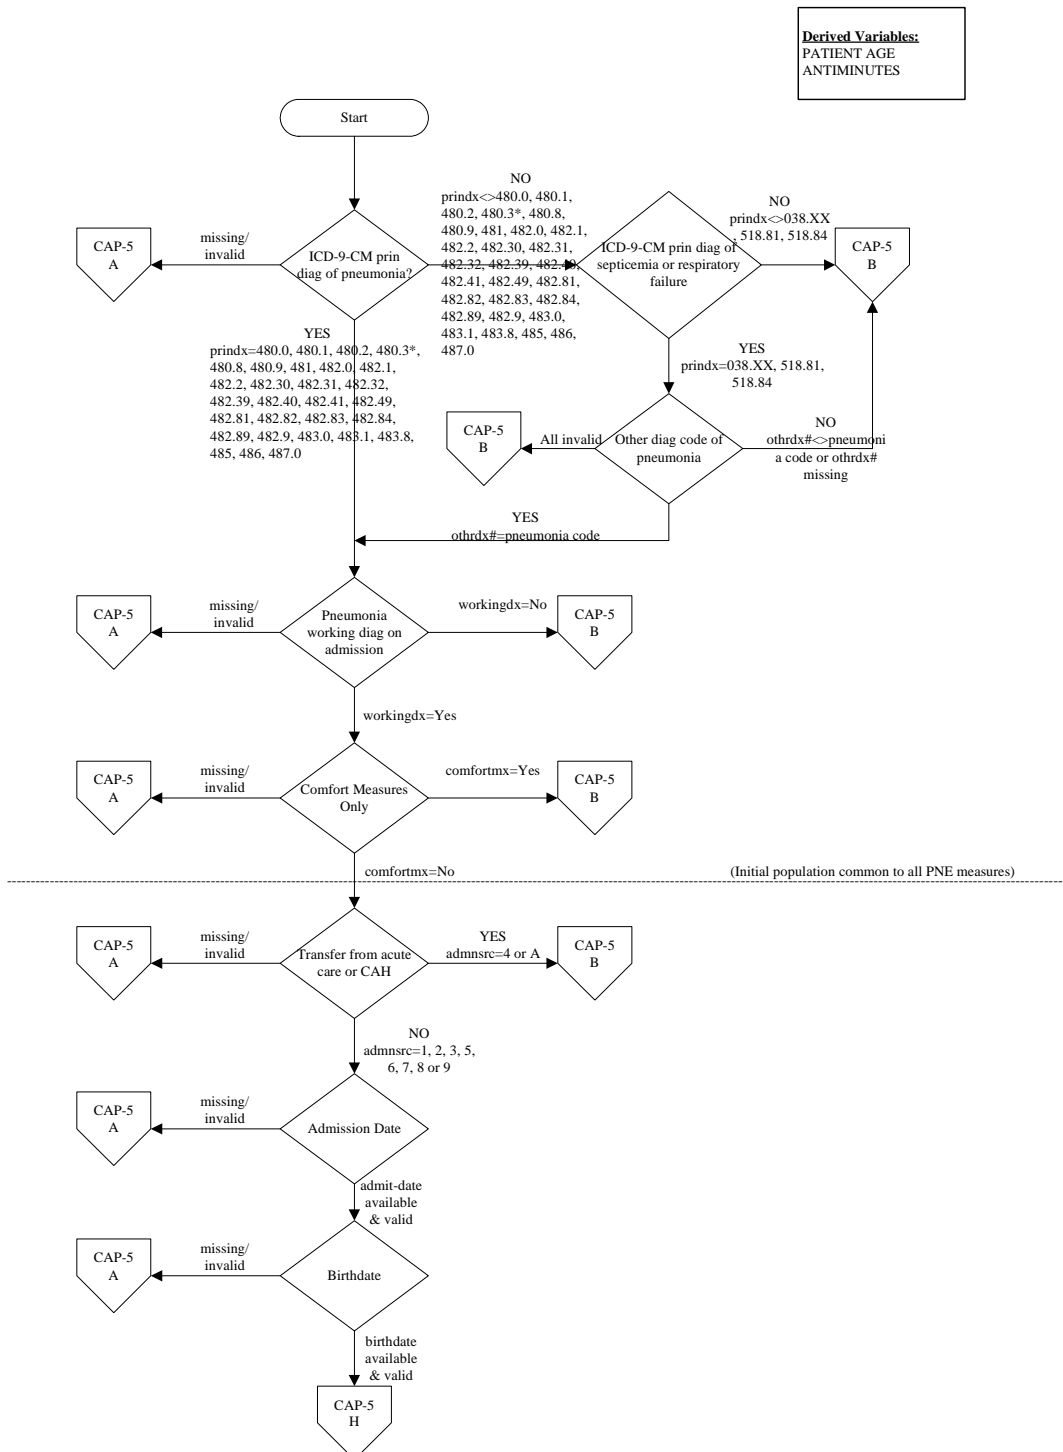 Derived Variables:
PATIENT AGE
ANTIMINUTES
Start
CAP-5
A
missing/
invalid
ICD-9-CM prin
diag of pneumonia?
NO
prindx<>480.0, 480.1,
480.2, 480.3*, 480.8,
480.9, 481, 482.0, 482.1,
482.2, 482.30, 482.31,
482.32, 482.39, 482.40,
482.41, 482.49, 482.81,
482.82, 482.83, 482.84,
482.89, 482.9, 483.0,
483.1, 483.8, 485, 486,
487.0
ICD-9-CM prin diag of
septicemia or respiratory
failure
NO
prindx<>038.XX
, 518.81, 518.84
CAP-5
B
YES
prindx=480.0, 480.1, 480.2, 480.3*,
480.8, 480.9, 481, 482.0, 482.1,
482.2, 482.30, 482.31, 482.32,
482.39, 482.40, 482.41, 482.49,
482.81, 482.82, 482.83, 482.84,
482.89, 482.9, 483.0, 483.1, 483.8,
485, 486, 487.0
YES
prindx=038.XX, 518.81,
518.84
CAP-5
B
All invalid
Other diag code of
pneumonia
NO
othrdx#<>pneumoni
a code or othrdx#
missing
YES
othrdx#=pneumonia code
CAP-5
A
missing/
invalid
Pneumonia
working diag on
admission
workingdx=No
CAP-5
B
workingdx=Yes
CAP-5
A
missing/
invalid
Comfort Measures
Only
comfortmx=Yes
CAP-5
B
comfortmx=No
(Initial population common to all PNE measures)
CAP-5
A
missing/
invalid
Transfer from acute
care or CAH
YES
admnsrc=4 or A
CAP-5
B
NO
admnsrc=1, 2, 3, 5,
6, 7, 8 or 9
CAP-5
A
missing/
invalid
Admission Date
admit-date
available
& valid
CAP-5
A
missing/
invalid
Birthdate
birthdate
available
& valid
CAP-5
H